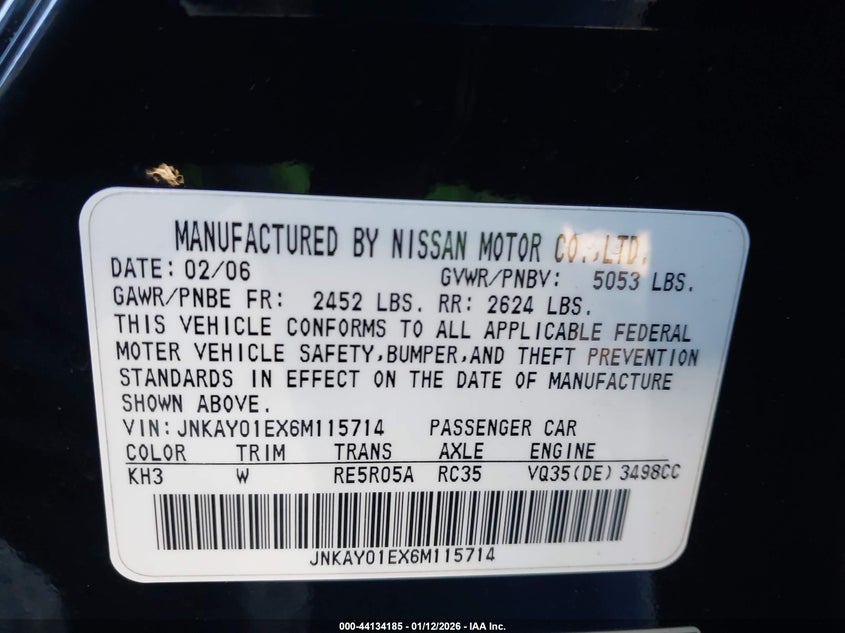 MANUFACTURED BY NISSAN MOTOR CO.,LTD.
DATE: 02/06 GVWR/PNBV: 5053 LBS.
GAWR/PNBE FR: 2452 LBS. RR: 2624 LBS.
THIS VEHICLE CONFORMS TO ALL APPLICABLE FEDERAL
MOTER VEHICLE SAFETY,BUMPER,AND THEFT PREVENTION
STANDARDS IN EFFECT ON THE DATE OF MANUFACTURE
SHOWN ABOVE.
VIN:JNKAY01EX6M115714 PASSENGER CAR
COLOR TRIM TRANS AXLE ENGINE
KH3 W RE5R05A RC35 VQ35(DE) 3498CC
JNKAY01EX6M115714
000-44134185 - 01/12/2026 - IAA Inc.